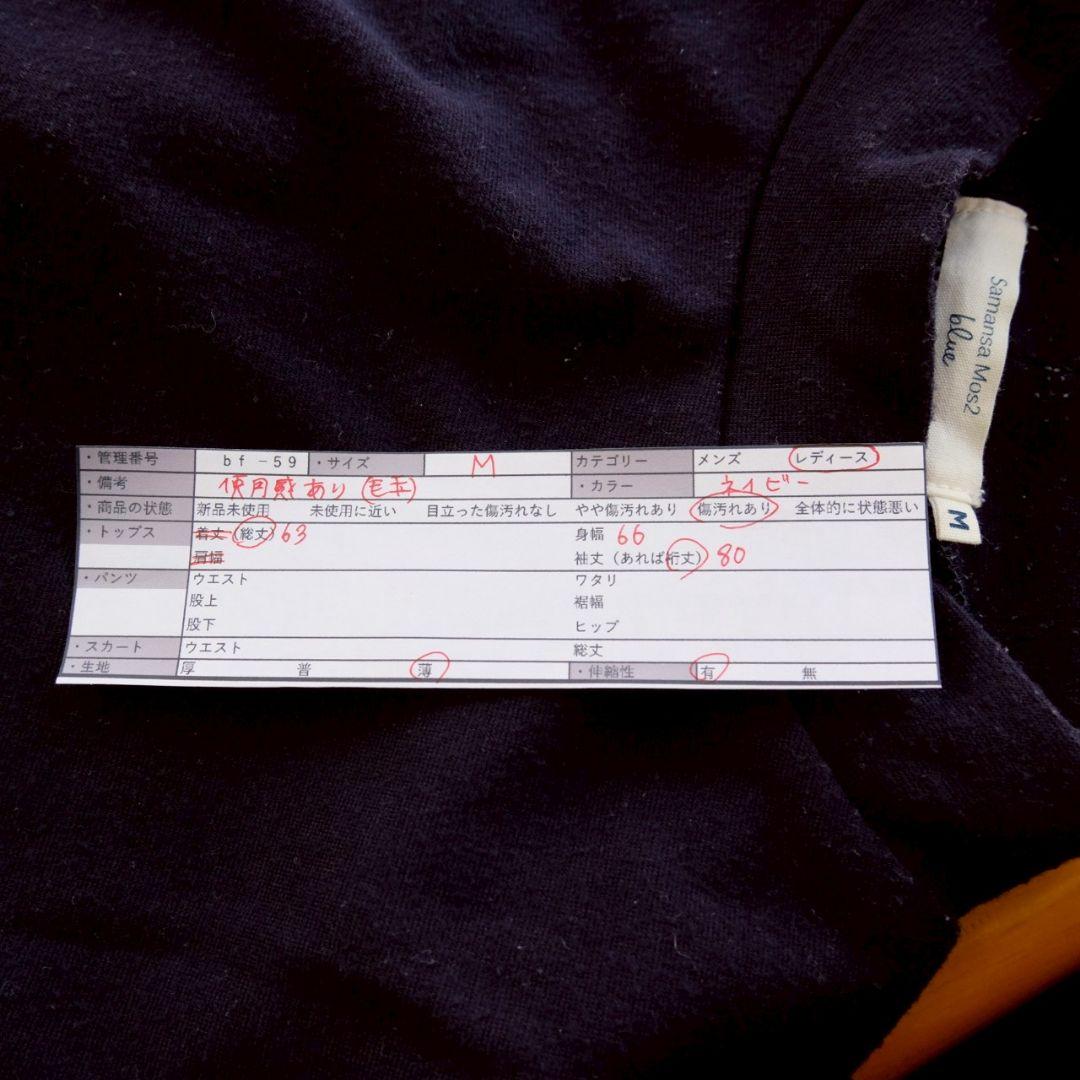 Samansa Mos2
blue
M
・管理番号 bf-59 ・サイズ M カテゴリー メンズ レディース
・備考 使用感あり(毛玉) ・カラー ネイビー
・商品の状態 新品未使用 未使用に近い 目立った傷汚れなし やや傷汚れあり 傷汚れあり 全体的に状態悪い
・トップス 着丈(総丈) 63 身幅 66
肩幅 袖丈(あれば裄丈) 80
・パンツ ウエスト ワタリ
股上 裾幅
股下 ヒップ
・スカート ウエスト 総丈
・生地 厚 普 薄 ・伸縮性 有 無